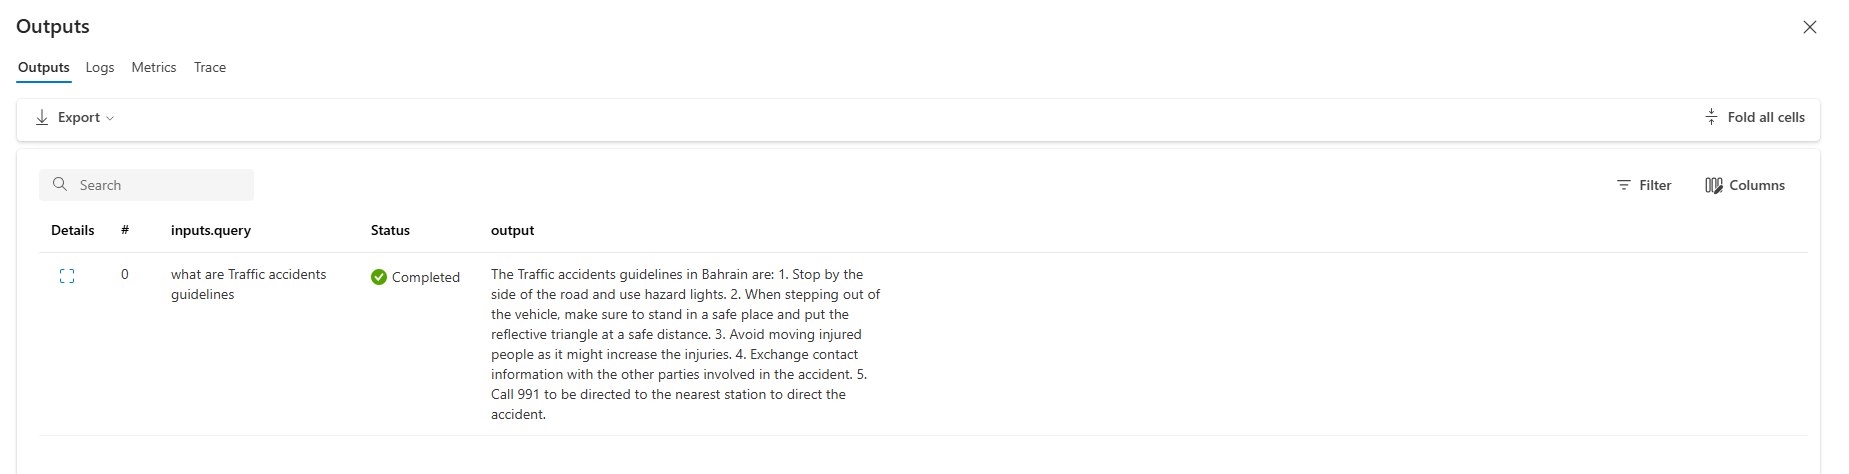 Outputs
Outputs Logs Metrics Trace
Export
Fold all cells
Search
Filter
Columns
Details # inputs.query Status output
0
what are Traffic accidents
guidelines
Completed
The Traffic accidents guidelines in Bahrain are: 1. Stop by the
side of the road and use hazard lights. 2. When stepping out of
the vehicle, make sure to stand in a safe place and put the
reflective triangle at a safe distance. 3. Avoid moving injured
people as it might increase the injuries. 4. Exchange contact
information with the other parties involved in the accident. 5.
Call 991 to be directed to the nearest station to direct the
accident.